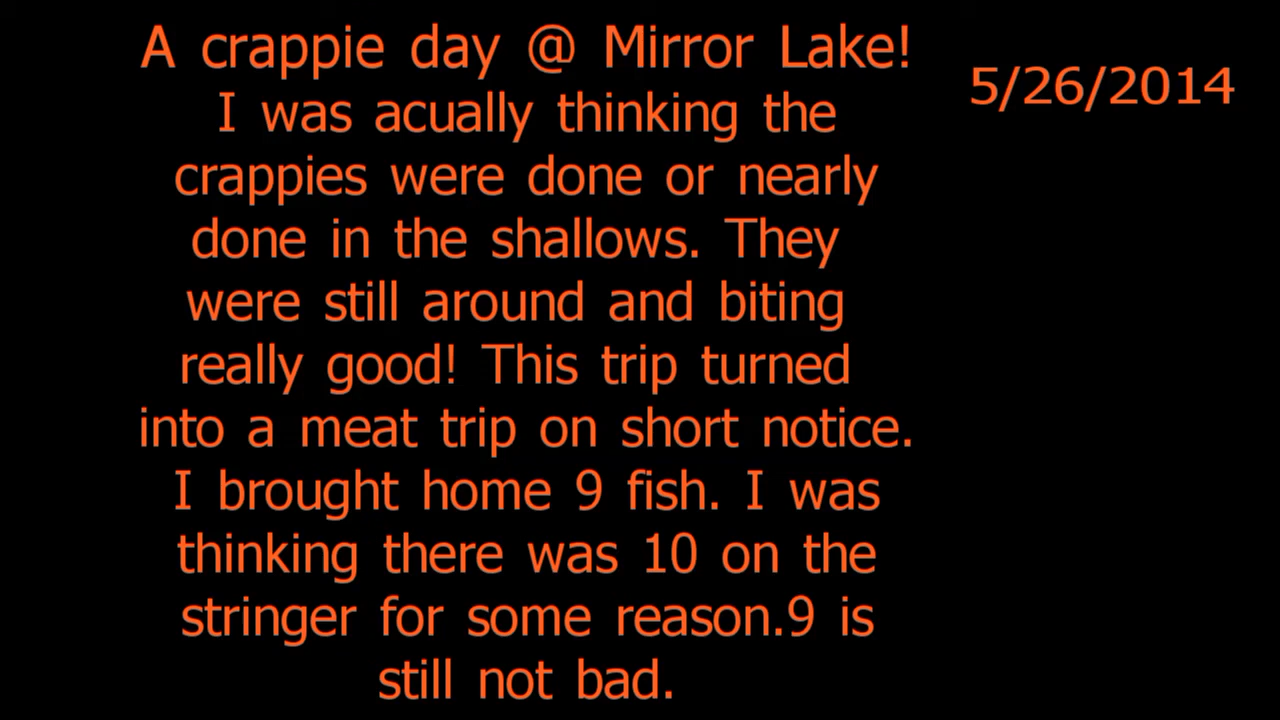 A crappie day @ Mirror Lake!
5/26/2014
I was acually thinking the
crappies were done or nearly
done in the shallows. They
were still around and biting
really good! This trip turned
into a meat trip on short notice.
I brought home 9 fish. I was
thinking there was 10 on the
stringer for some reason.9 is
still not bad.